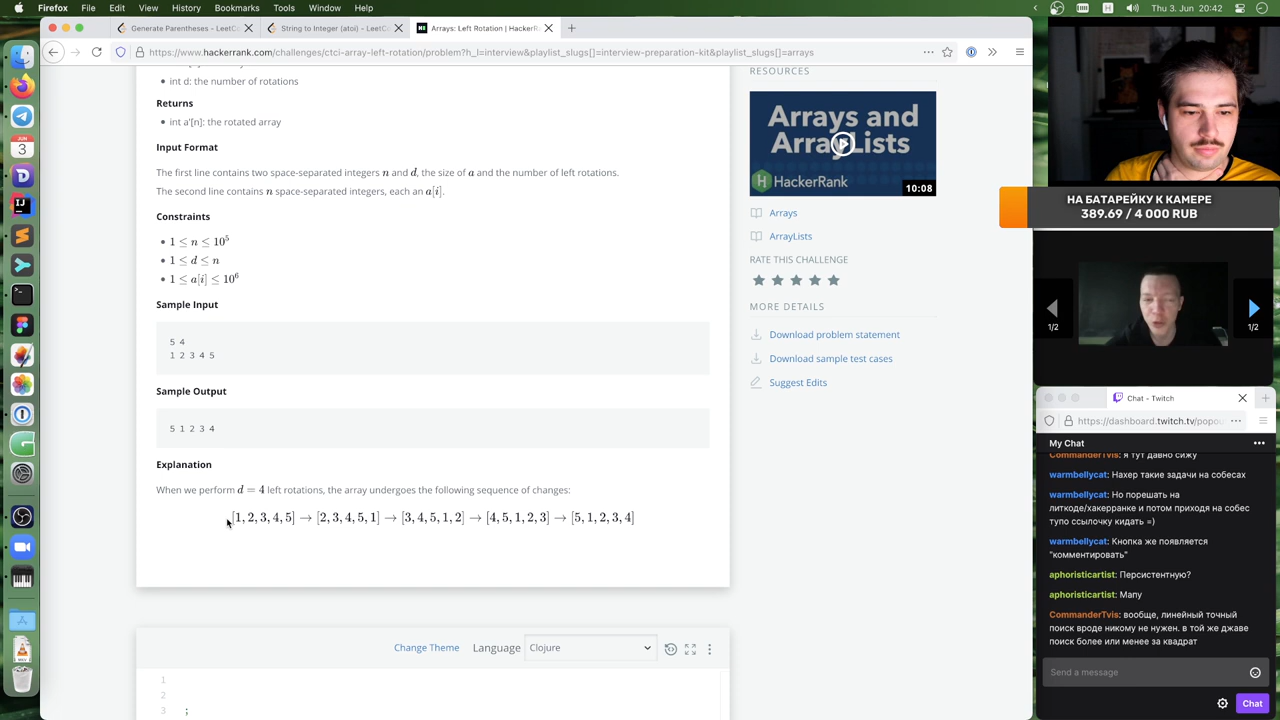 Firefox File Edit View History Bookmarks Tools Window Help
Thu, 3 June - 20:42
Generate Parentheses - LeetCo
String to Integer (atoi) - LeetCo
Arrays: Left Rotation | HackerR
https://www.hackerrank.com/challenges/ctci-array-left-rotation/problem?h_l=interview&playlist_slugs[]=interview-preparation-kit&playlist_slugs[]=arrays
int d: the number of rotations
Returns
int a'[n]: the rotated array
Input Format
The first line contains two space-separated integers n and d, the size of a and the number of left rotations.
The second line contains n space-separated integers, each an a[i].
Constraints
1 ≤ n ≤ 10⁵
1 ≤ d ≤ n
1 ≤ a[i] ≤ 10⁶
Sample Input
5 4
1 2 3 4 5
Sample Output
5 1 2 3 4
Explanation
When we perform d = 4 left rotations, the array undergoes the following sequence of changes:
[1, 2, 3, 4, 5] → [2, 3, 4, 5, 1] → [3, 4, 5, 1, 2] → [4, 5, 1, 2, 3] → [5, 1, 2, 3, 4]
Change Theme Language Clojure
1
2
3 ;
RESOURCES
Arrays and
ArrayLists
HackerRank
10:08
Arrays
ArrayLists
RATE THIS CHALLENGE
MORE DETAILS
Download problem statement
Download sample test cases
Suggest Edits
НА БАТАРЕЙКУ К КАМЕРЕ
389.69 / 4 000 RUB
1/2
1/2
Chat - Twitch
https://dashboard.twitch.tv/popou
My Chat
CommanderTvis: я тут давно сижу
warmbellycat: Нахер такие задачи на собесах
warmbellycat: Но порешать на
литкоде/хакерранке и потом приходя на собес
тупо ссылочку кидать =)
warmbellycat: Кнопка же появляется
"комментировать"
aphoristicartist: Персистентную?
aphoristicartist: Мапу
CommanderTvis: вообще, линейный точный
поиск вроде никому не нужен. в той же джаве
поиск более или менее за квадрат
Send a message
Chat
JUN
3